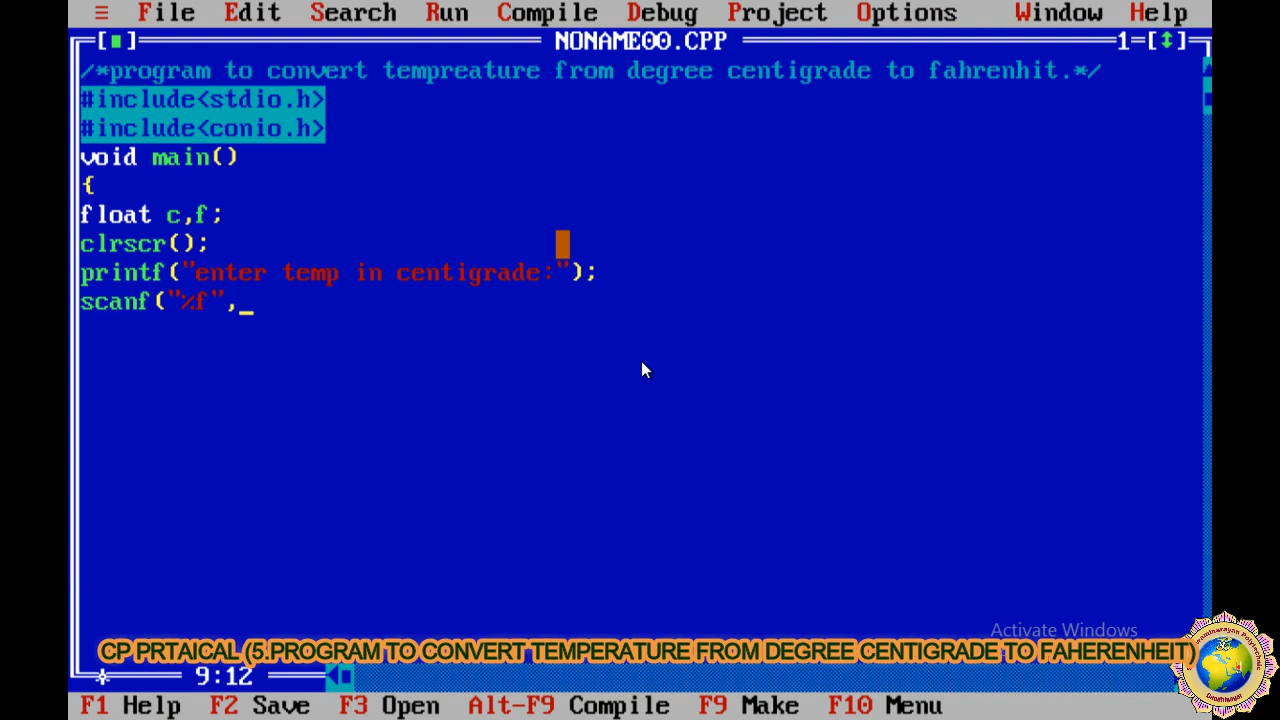 ≡ File Edit Search Run Compile Debug Project Options Window Help
[■] NONAME00.CPP 1=[↕]
/*program to convert tempreature from degree centigrade to fahrenhit.*/
#include<stdio.h>
#include<conio.h>
void main()
{
float c,f;
clrscr();
printf("enter temp in centigrade:");
scanf("%f",_
Activate Windows
CP PRTAICAL (5.PROGRAM TO CONVERT TEMPERATURE FROM DEGREE CENTIGRADE TO FAHERENHEIT)
9:12
F1 Help F2 Save F3 Open Alt-F9 Compile F9 Make F10 Menu